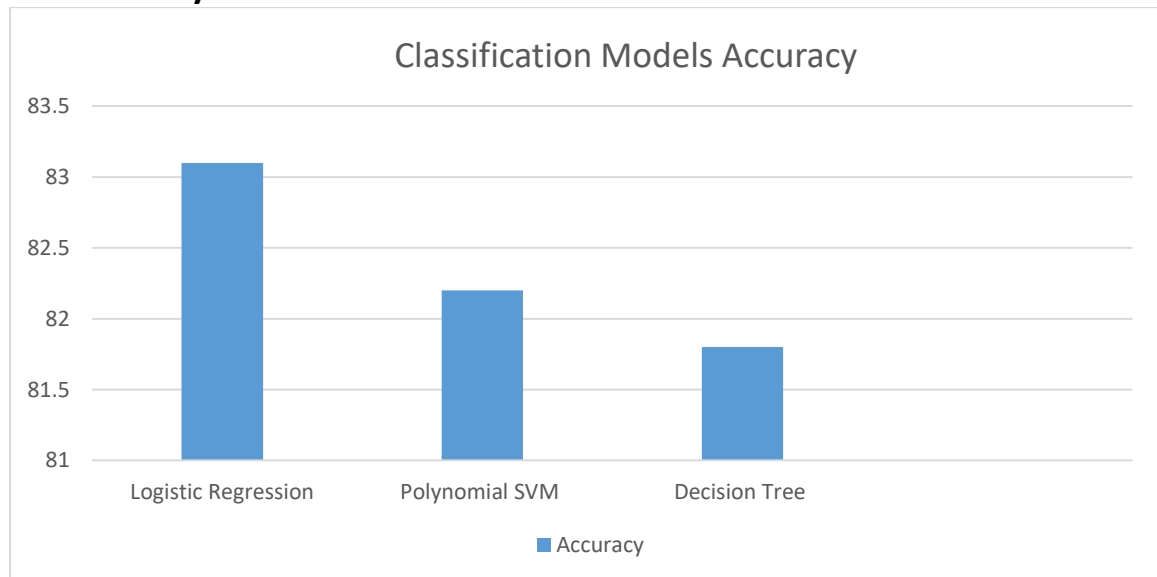 Classification Models Accuracy
83.5
83
82.5
82
81.5
81
Logistic Regression Polynomial SVM Decision Tree
Accuracy